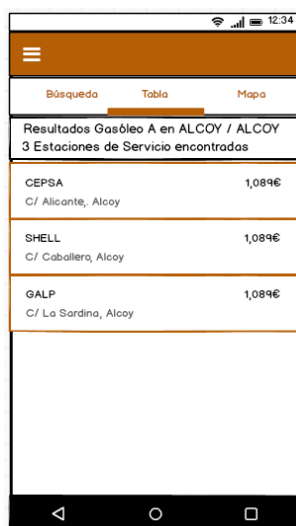 12:34
Búsqueda Tabla Mapa
Resultados Gasóleo A en ALCOY / ALCOY
3 Estaciones de Servicio encontradas
CEPSA 1,089€
C/ Alicante,. Alcoy
SHELL 1,089€
C/ Caballero, Alcoy
GALP 1,089€
C/ La Sardina, Alcoy